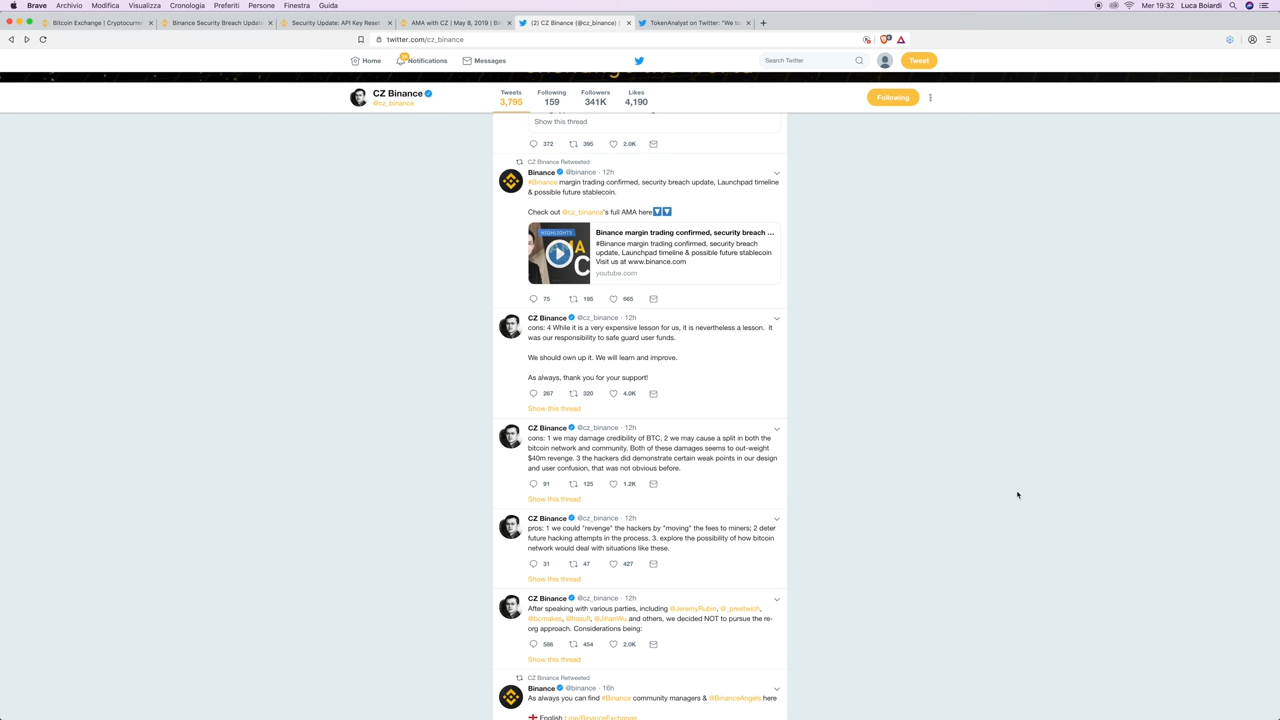 Brave Archivio Modifica Visualizza Cronologia Preferiti Persone Finestra Guida
Mer 19:32 Luca Boiardi
Bitcoin Exchange | Cryptocurre
Binance Security Breach Update
Security Update: API Key Reset
AMA with CZ | May 8, 2019 | Bin
(2) CZ Binance (@cz_binance) |
TokenAnalyst on Twitter: "We to
twitter.com/cz_binance
Home Notifications Messages
Search Twitter
Tweet
CZ Binance
@cz_binance
Tweets Following Followers Likes
3,795 159 341K 4,190
Following
Show this thread
372 395 2.0K
CZ Binance Retweeted
Binance @binance · 12h
#Binance margin trading confirmed, security breach update, Launchpad timeline
& possible future stablecoin.
Check out @cz_binance's full AMA here
HIGHLIGHTS
Binance margin trading confirmed, security breach ...
#Binance margin trading confirmed, security breach
update, Launchpad timeline & possible future stablecoin
Visit us at www.binance.com
youtube.com
75 195 665
CZ Binance @cz_binance · 12h
cons: 4 While it is a very expensive lesson for us, it is nevertheless a lesson. it
was our responsibility to safe guard user funds.
We should own up it. We will learn and improve.
As always, thank you for your support!
267 320 4.0K
Show this thread
CZ Binance @cz_binance · 12h
cons: 1 we may damage credibility of BTC, 2 we may cause a split in both the
bitcoin network and community. Both of these damages seems to out-weight
$40m revenge. 3 the hackers did demonstrate certain weak points in our design
and user confusion, that was not obvious before.
91 125 1.2K
Show this thread
CZ Binance @cz_binance · 12h
pros: 1 we could "revenge" the hackers by "moving" the fees to miners; 2 deter
future hacking attempts in the process. 3. explore the possibility of how bitcoin
network would deal with situations like these.
31 47 427
Show this thread
CZ Binance @cz_binance · 12h
After speaking with various parties, including @JeremyRubin, @_prestwich,
@bcmakes, @hasufl, @JihanWu and others, we decided NOT to pursue the re-
org approach. Considerations being:
586 454 2.0K
Show this thread
CZ Binance Retweeted
Binance @binance · 16h
As always you can find #Binance community managers & @BinanceAngels here
English t.me/BinanceExchange